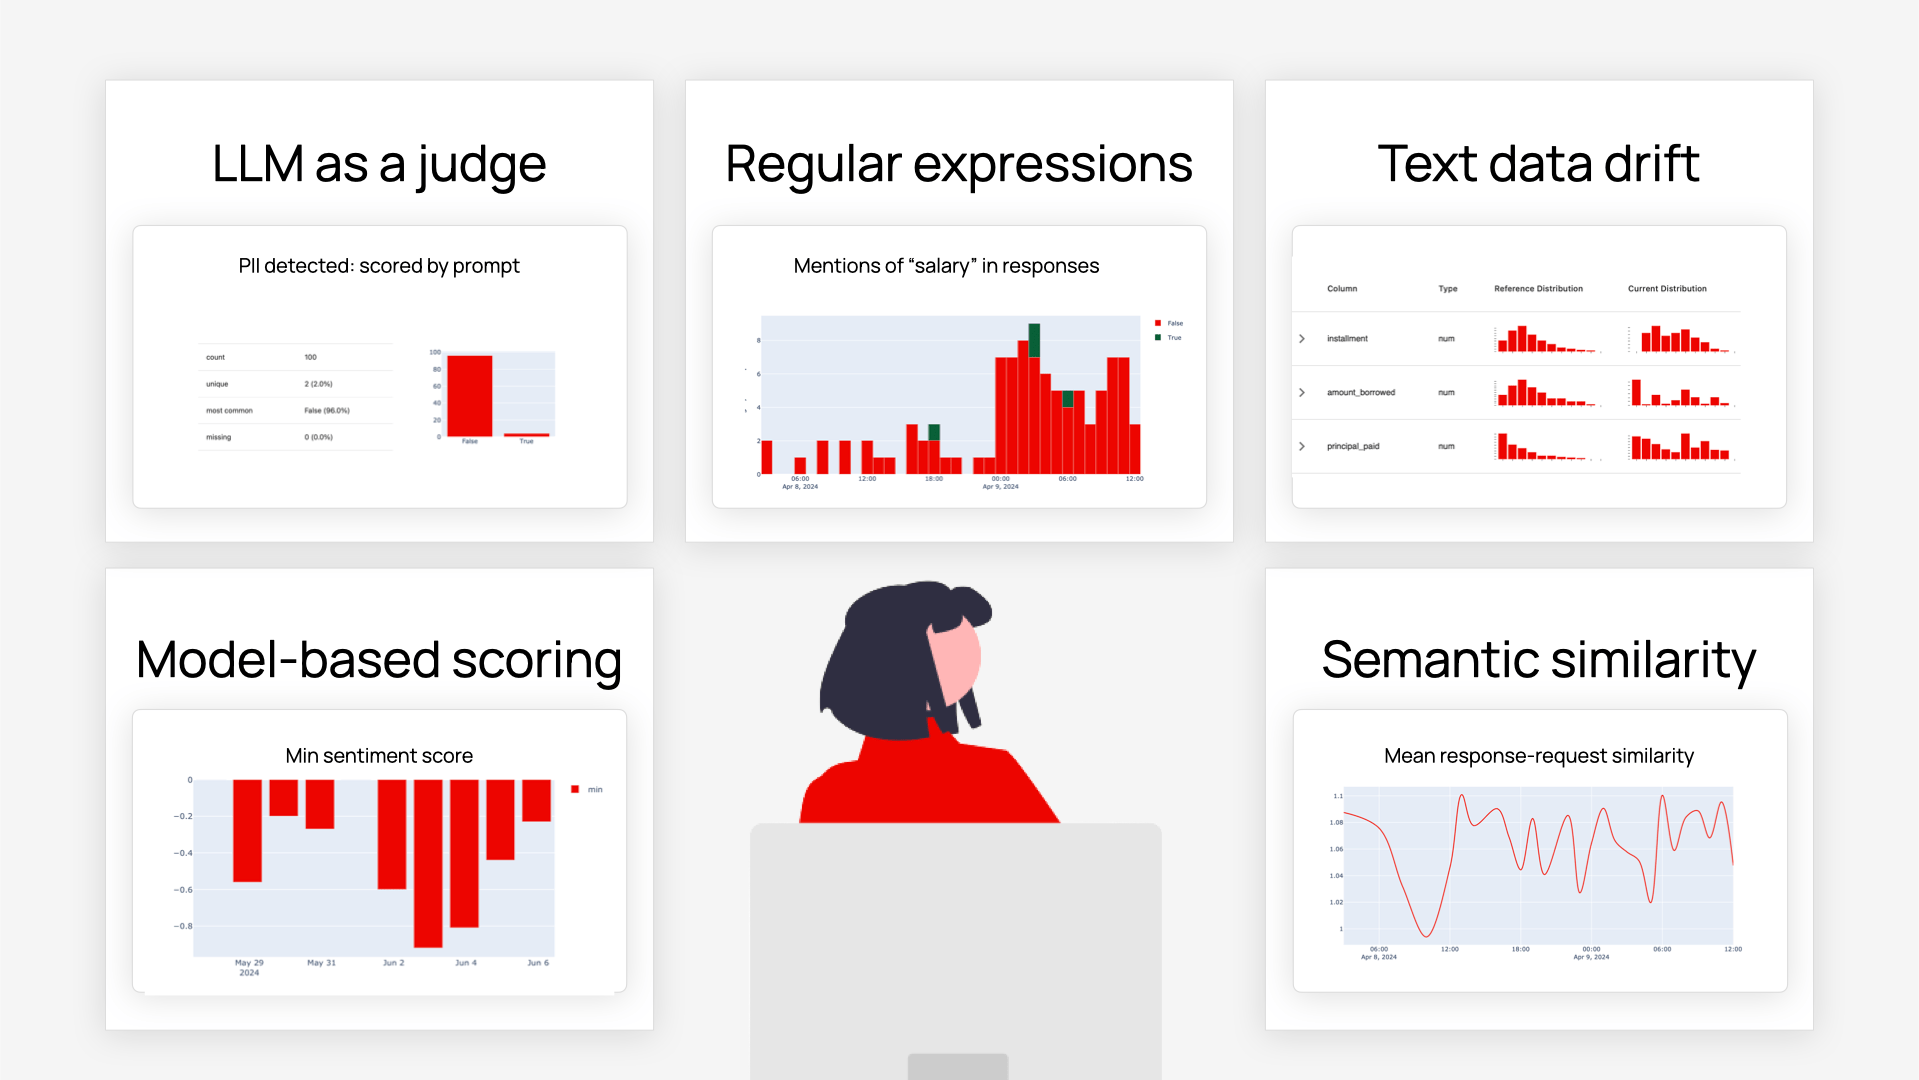 LLM as a judge
PII detected: scored by prompt
count 100
unique 2 (2.0%)
most common False (96.0%)
missing 0 (0.0%)
100
80
60
40
20
0
False True
Regular expressions
Mentions of “salary” in responses
False
True
8
6
4
2
0
06:00 12:00 18:00 00:00 06:00 12:00
Apr 8, 2024 Apr 9, 2024
Text data drift
Column Type Reference Distribution Current Distribution
installment num
amount_borrowed num
principal_paid num
Model-based scoring
Min sentiment score
min
0
−0.2
−0.4
−0.6
−0.8
May 29 May 31 Jun 2 Jun 4 Jun 6
2024
Semantic similarity
Mean response-request similarity
1.1
1.08
1.06
1.04
1.02
1
06:00 12:00 18:00 00:00 06:00 12:00
Apr 8, 2024 Apr 9, 2024